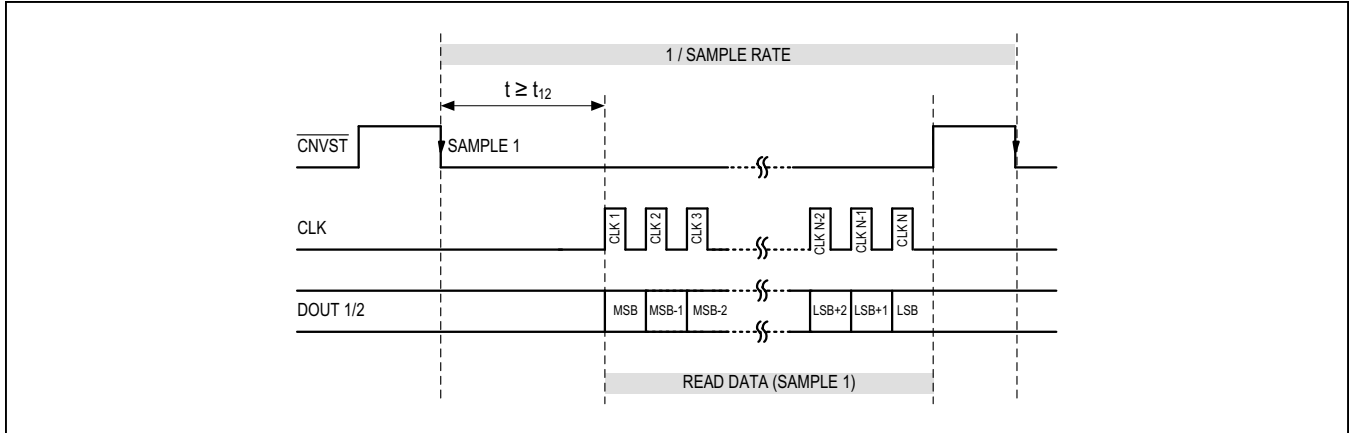 1 / SAMPLE RATE
t ≥ t12
CNVST
SAMPLE 1
CLK
CLK 1
CLK 2
CLK 3
CLK N-2
CLK N-1
CLK N
DOUT 1/2
MSB
MSB-1
MSB-2
LSB+2
LSB+1
LSB
READ DATA (SAMPLE 1)